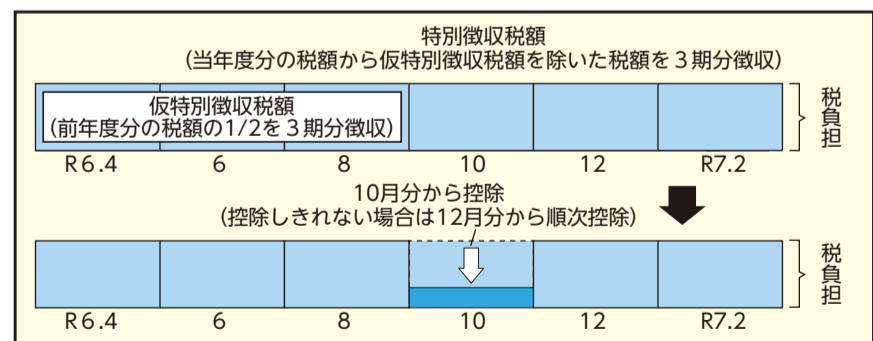 特別徴収税額
(当年度分の税額から仮特別徴収税額を除いた税額を3期分徴収)
仮特別徴収税額
(前年度分の税額の1/2を3期分徴収)
税負担
R6.4 6 8 10 12 R7.2
10月分から控除
(控除しきれない場合は12月分から順次控除)
税負担
R6.4 6 8 10 12 R7.2